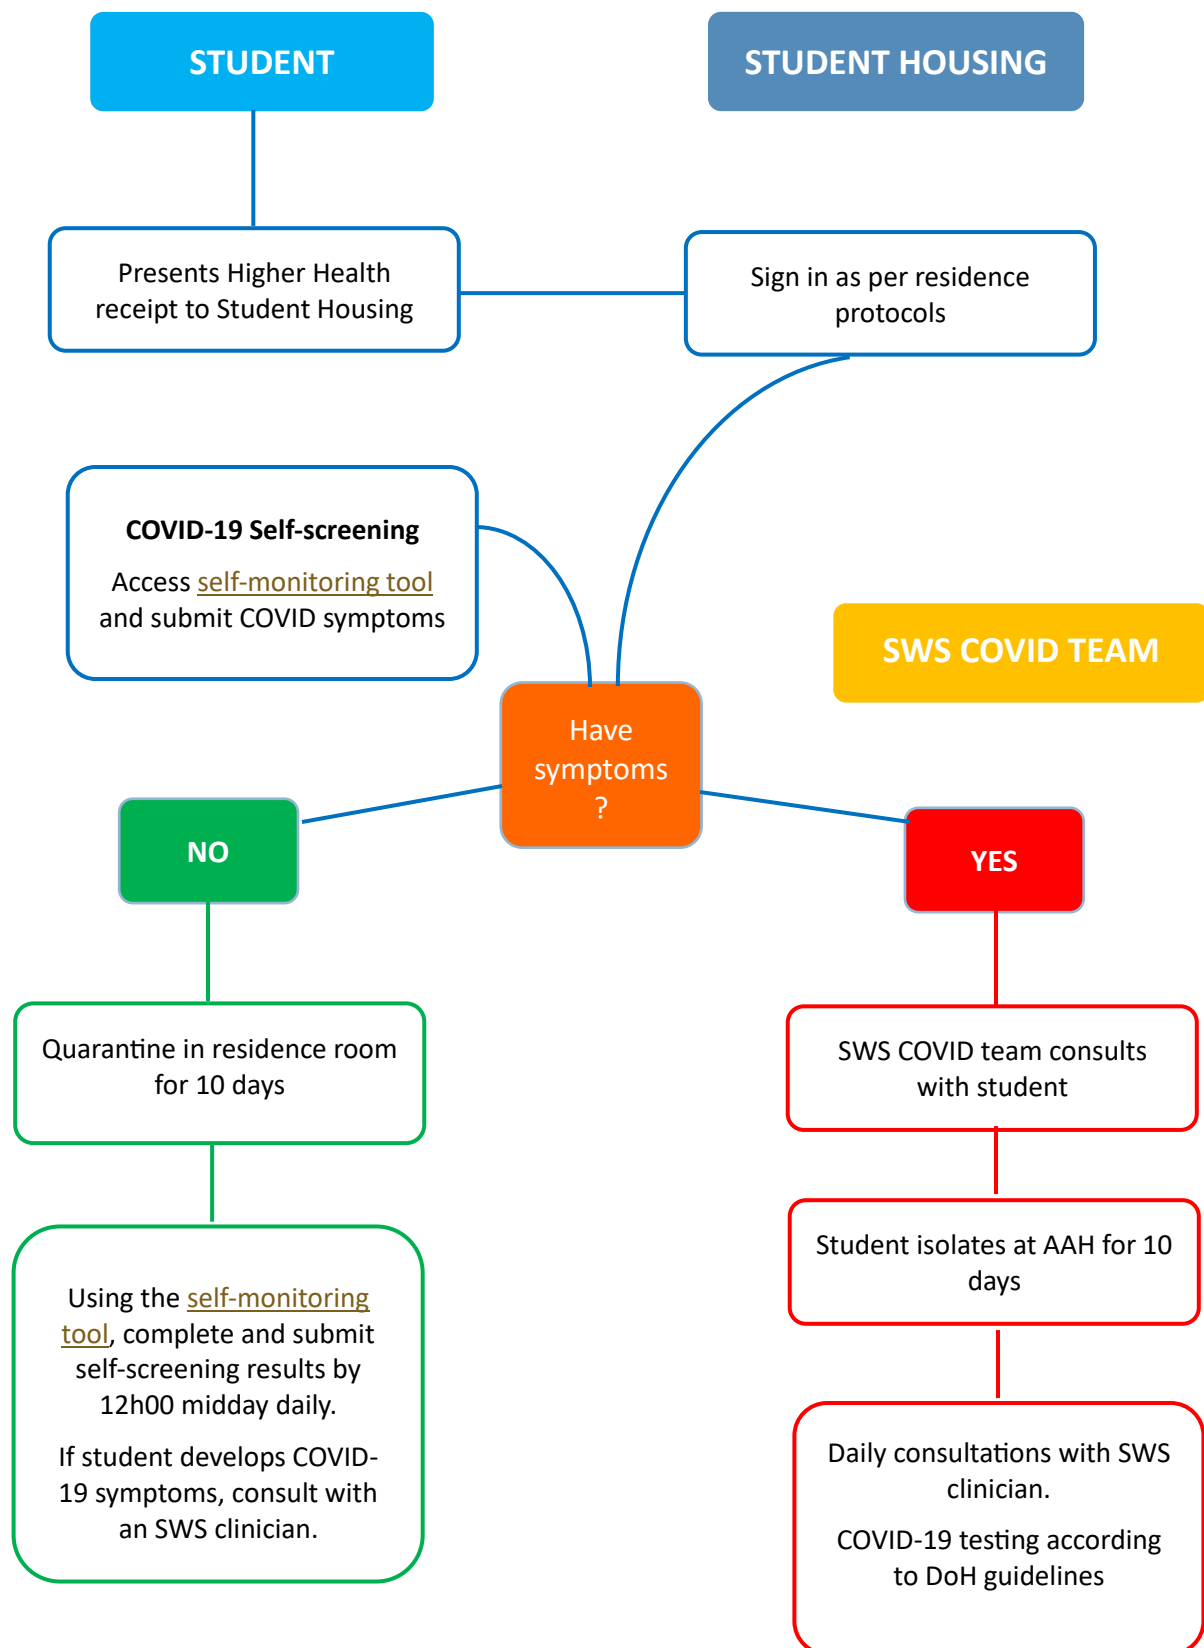 STUDENT
STUDENT HOUSING
Presents Higher Health
receipt to Student Housing
Sign in as per residence
protocols
COVID-19 Self-screening
Access self-monitoring tool
and submit COVID symptoms
SWS COVID TEAM
Have
symptoms
?
NO
YES
Quarantine in residence room
for 10 days
SWS COVID team consults
with student
Student isolates at AAH for 10
days
Using the self-monitoring
tool, complete and submit
self-screening results by
12h00 midday daily.
If student develops COVID-
19 symptoms, consult with
an SWS clinician.
Daily consultations with SWS
clinician.
COVID-19 testing according
to DoH guidelines